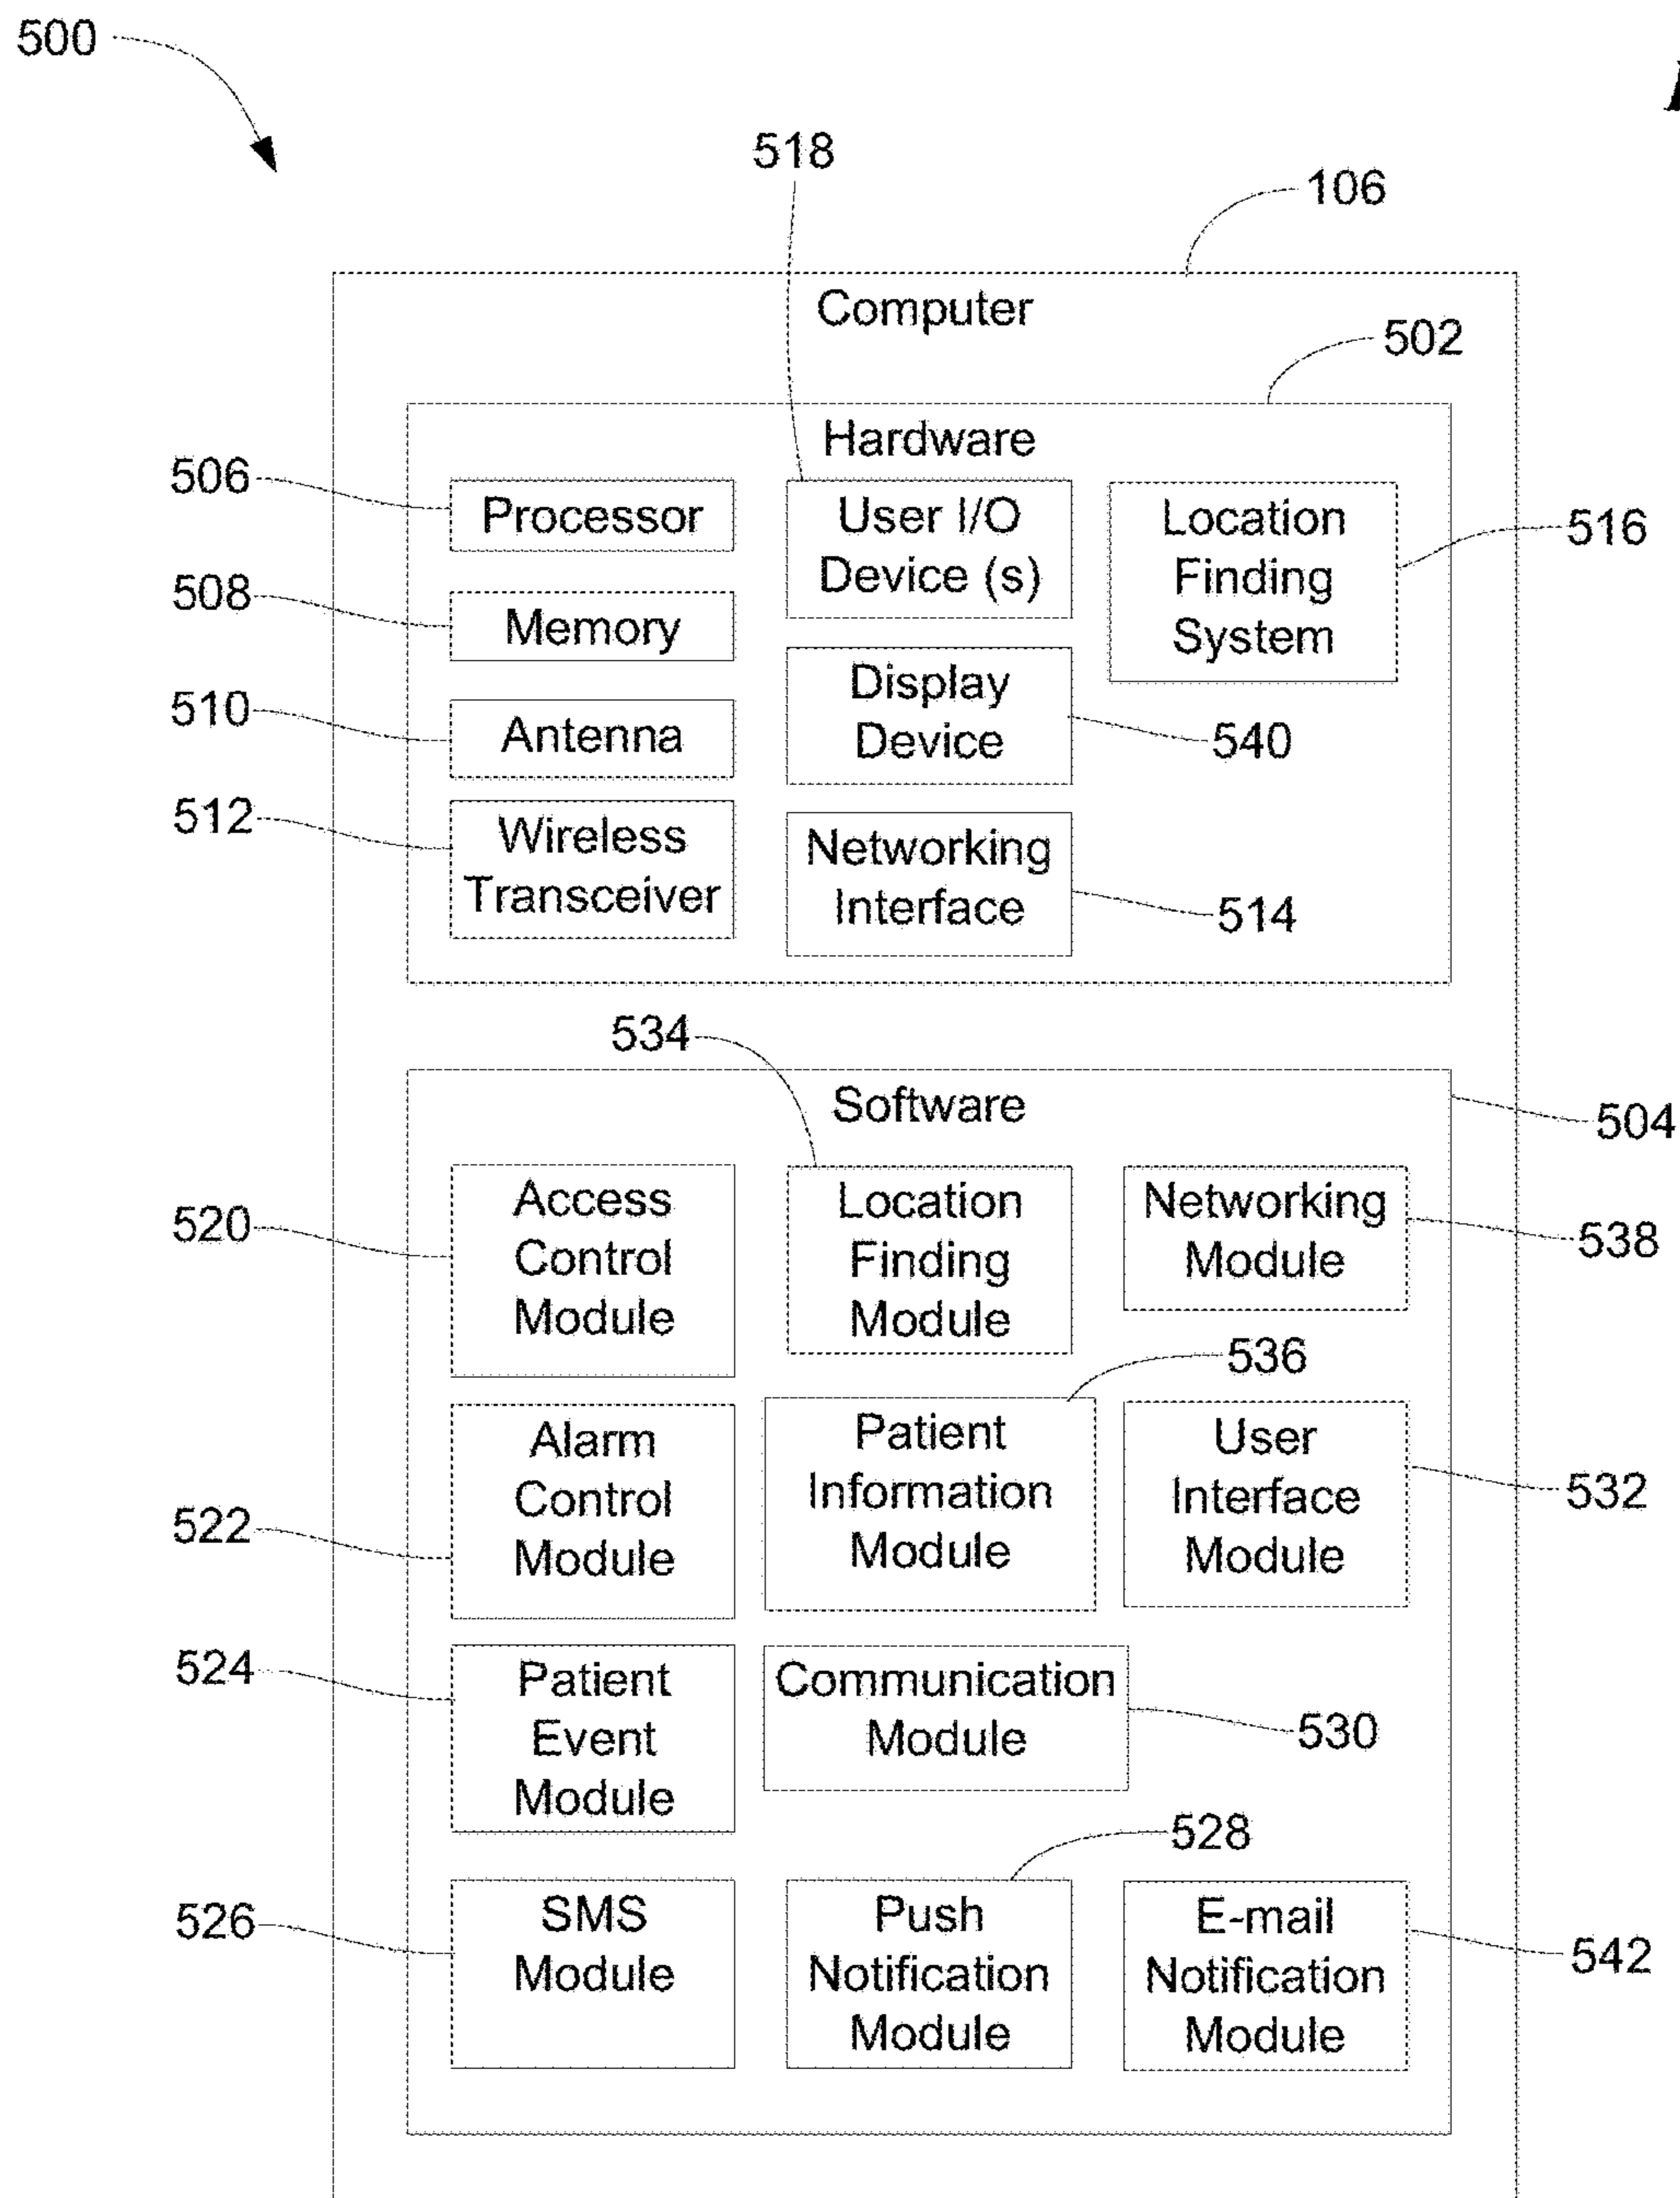 500
518
106
Computer
502
Hardware
506
Processor
User I/O
Device (s)
Location
Finding
System
516
508
Memory
510
Antenna
Display
Device
540
512
Wireless
Transceiver
Networking
Interface
514
534
Software
504
520
Access
Control
Module
Location
Finding
Module
Networking
Module
538
536
522
Alarm
Control
Module
Patient
Information
Module
User
Interface
Module
532
524
Patient
Event
Module
Communication
Module
530
528
526
SMS
Module
Push
Notification
Module
E-mail
Notification
Module
542